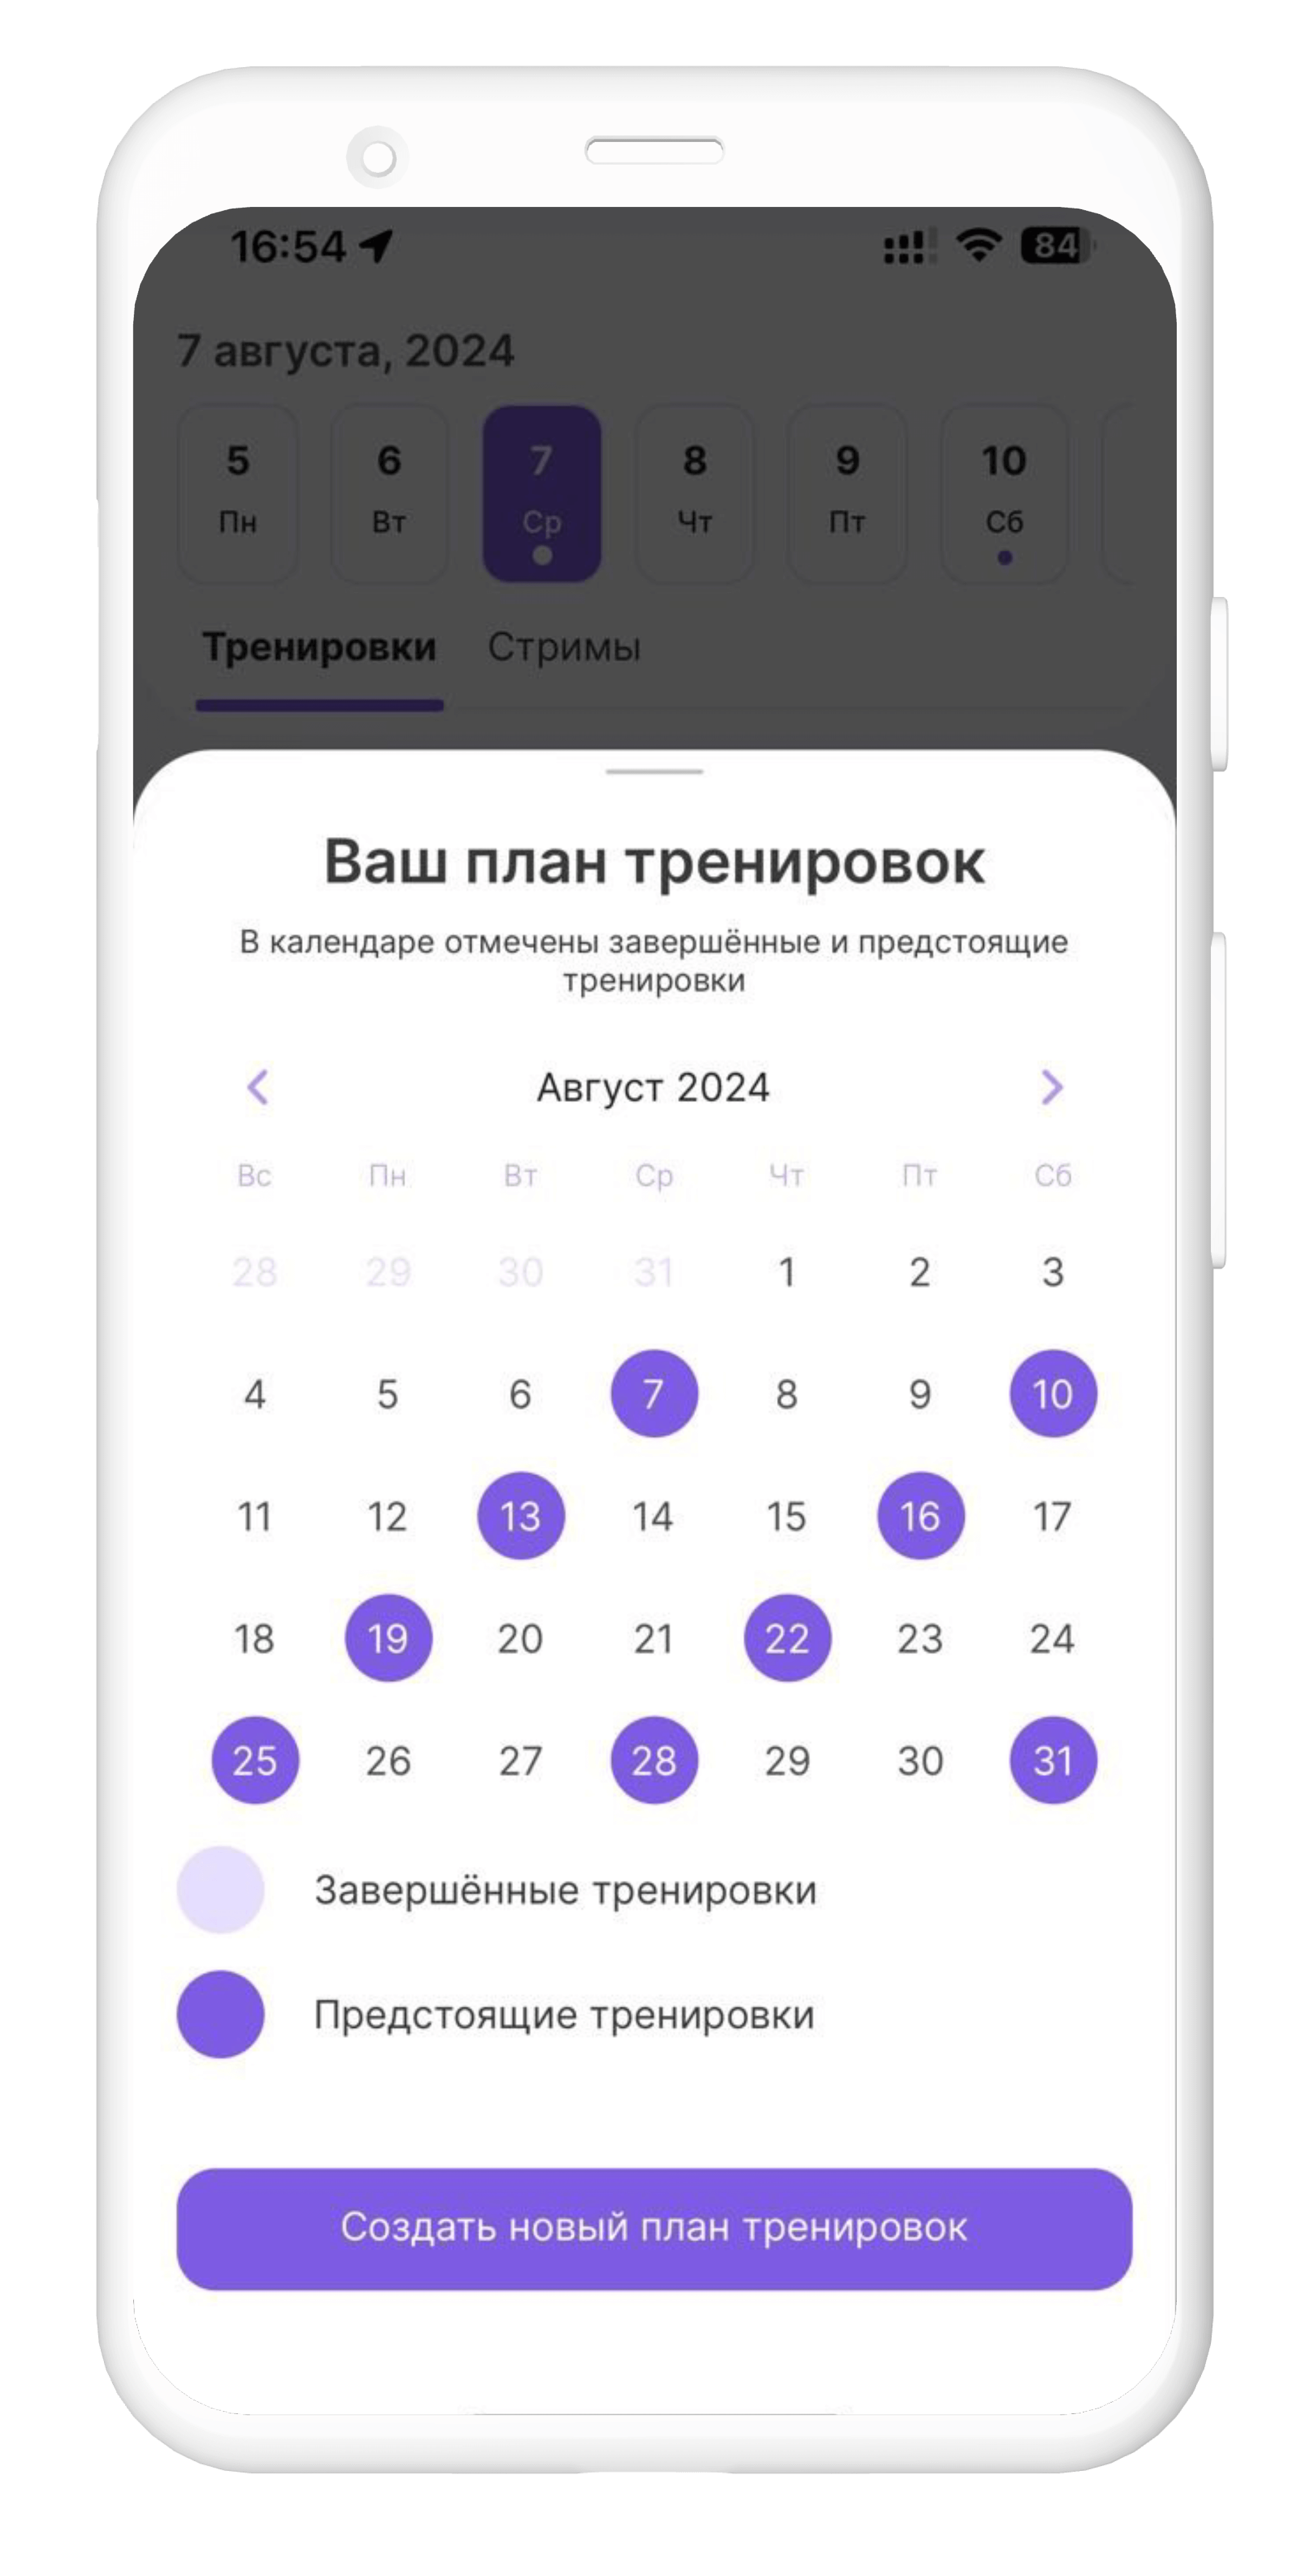 16:54
84
7 августа, 2024
5 6 7 8 9 10
Пн Вт Ср Чт Пт Сб
Тренировки Стримы
Ваш план тренировок
В календаре отмечены завершённые и предстоящие
тренировки
Август 2024
Вс Пн Вт Ср Чт Пт Сб
28 29 30 31 1 2 3
4 5 6 7 8 9 10
11 12 13 14 15 16 17
18 19 20 21 22 23 24
25 26 27 28 29 30 31
Завершённые тренировки
Предстоящие тренировки
Создать новый план тренировок